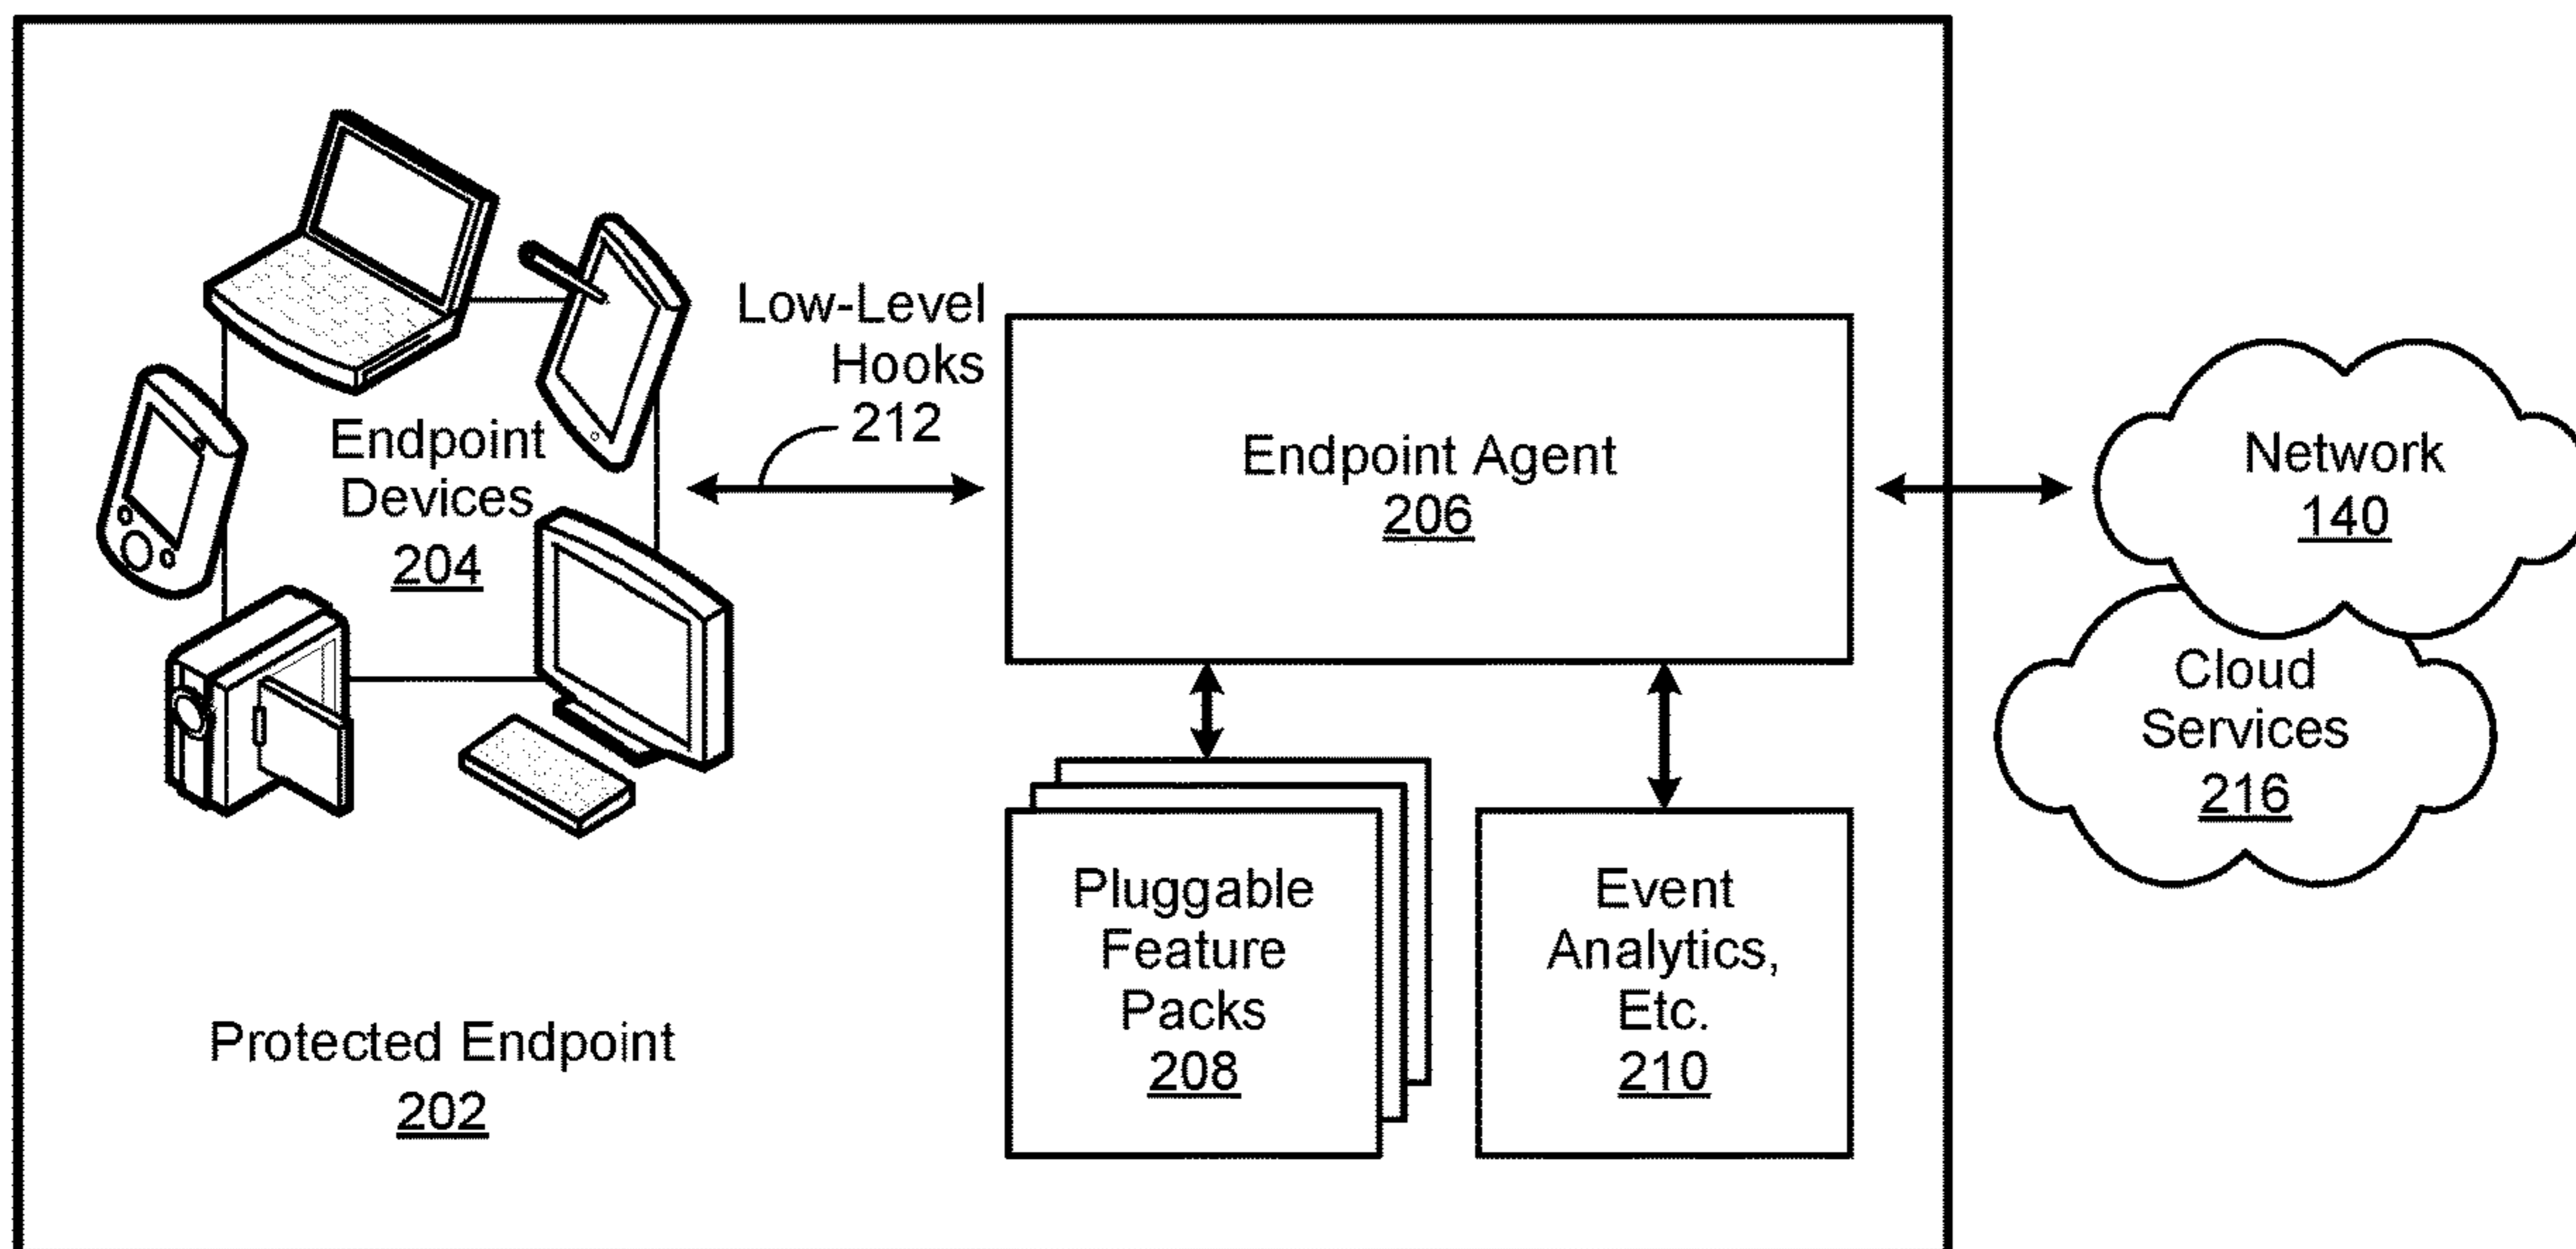 Low-Level
Hooks
212
Endpoint
Devices
204
Endpoint Agent
206
Network
140
Cloud
Services
216
Pluggable
Feature
Packs
208
Event
Analytics,
Etc.
210
Protected Endpoint
202